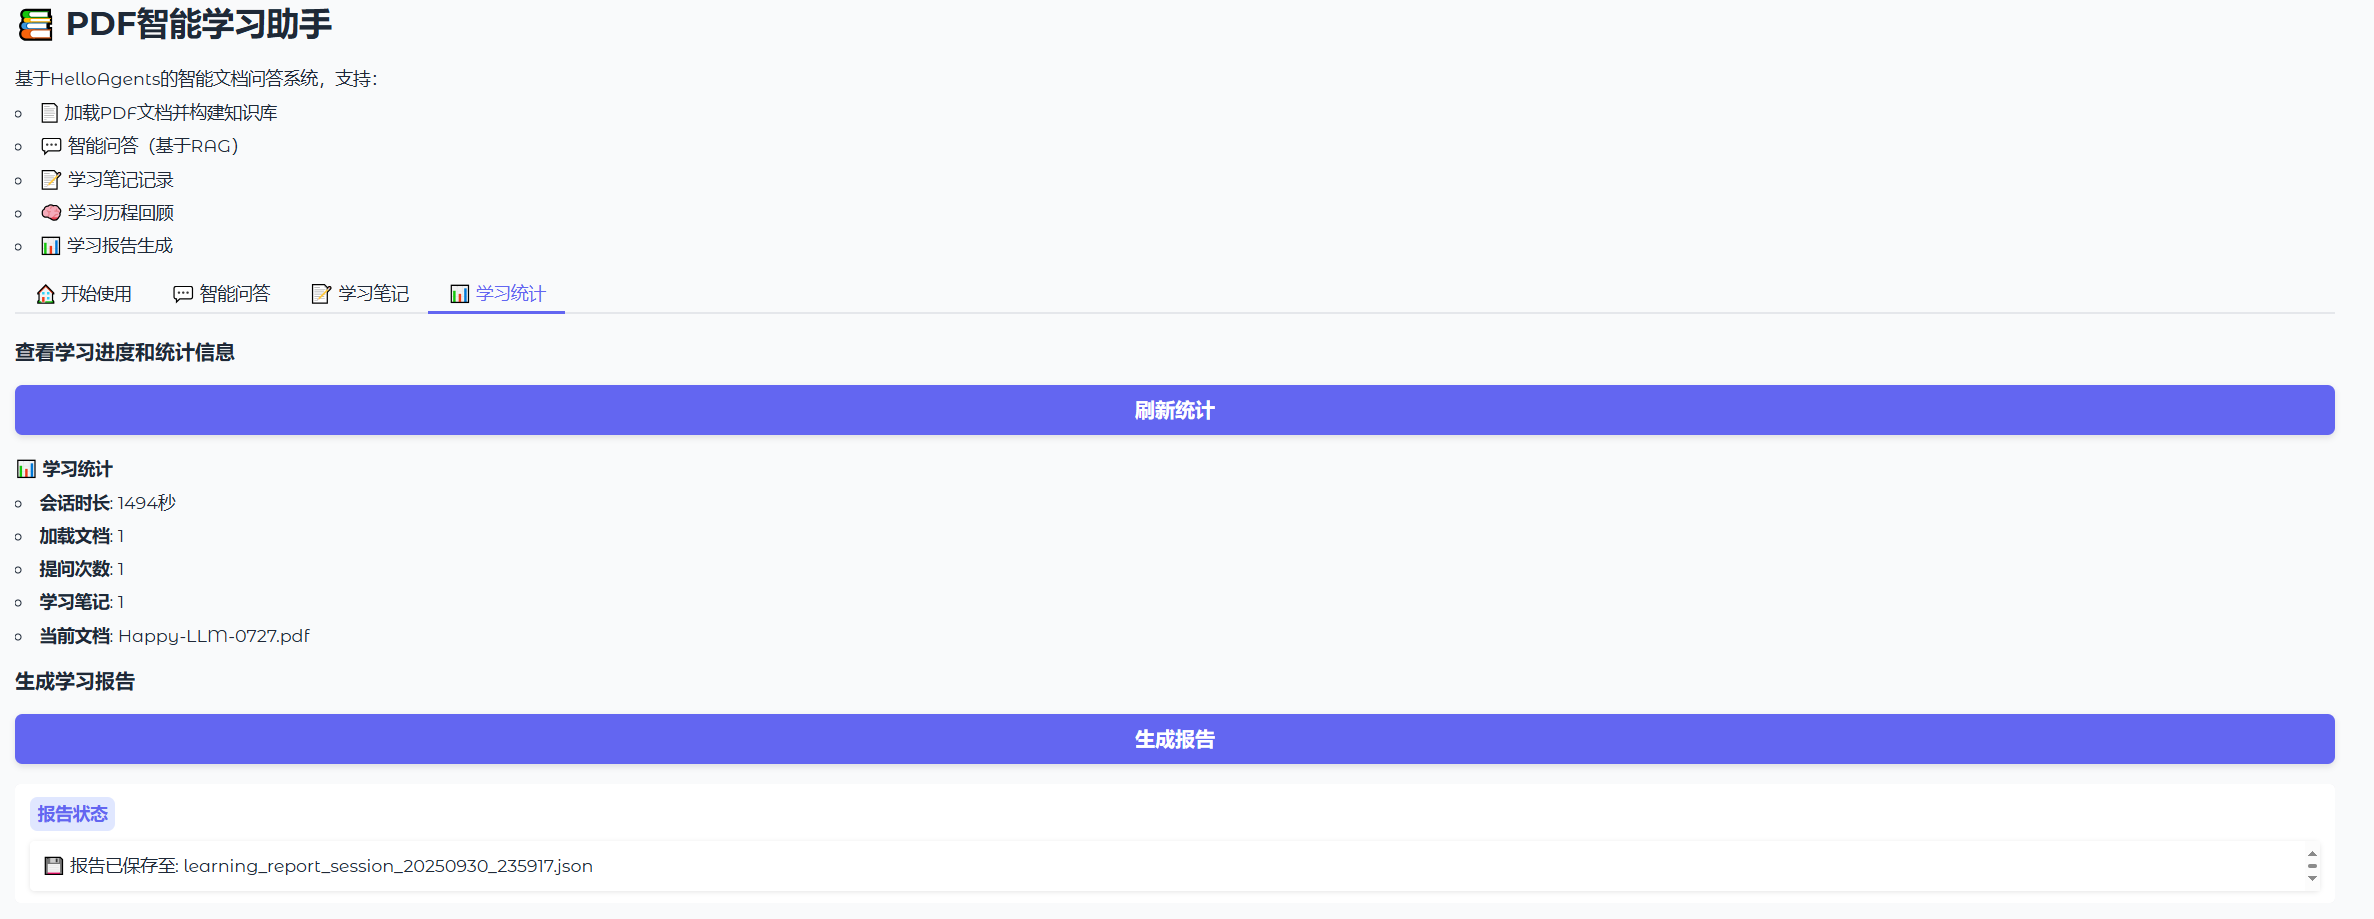 PDF智能学习助手
基于HelloAgents的智能文档问答系统，支持：
加载PDF文档并构建知识库
智能问答（基于RAG）
学习笔记记录
学习历程回顾
学习报告生成
开始使用 智能问答 学习笔记 学习统计
查看学习进度和统计信息
刷新统计
学习统计
会话时长: 1494秒
加载文档: 1
提问次数: 1
学习笔记: 1
当前文档: Happy-LLM-0727.pdf
生成学习报告
生成报告
报告状态
报告已保存至: learning_report_session_20250930_235917.json